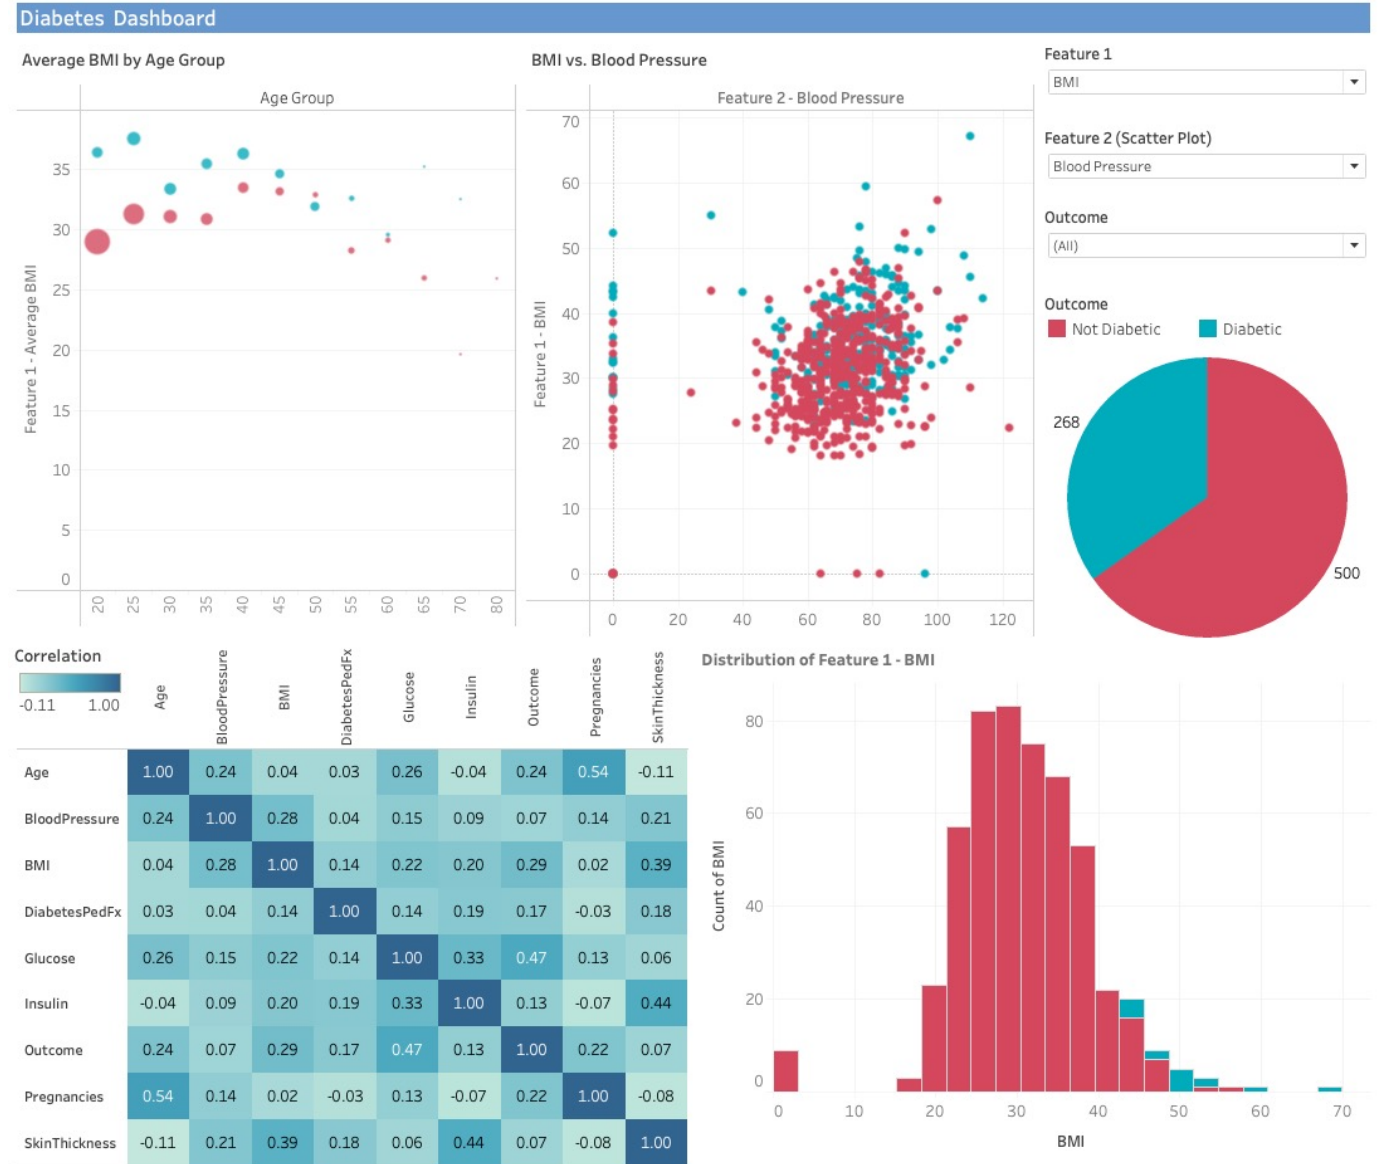 Diabetes Dashboard
Average BMI by Age Group
Age Group
Feature 1 - Average BMI
35
30
25
20
15
10
5
0
20 25 30 35 40 45 50 55 60 65 70 80
BMI vs. Blood Pressure
Feature 2 - Blood Pressure
Feature 1 - BMI
70
60
50
40
30
20
10
0
0 20 40 60 80 100 120
Feature 1
BMI
Feature 2 (Scatter Plot)
Blood Pressure
Outcome
(All)
Outcome
Not Diabetic Diabetic
268
500
Correlation
-0.11 1.00
Age BloodPressure BMI DiabetesPedFx Glucose Insulin Outcome Pregnancies SkinThickness
Age 1.00 0.24 0.04 0.03 0.26 -0.04 0.24 0.54 -0.11
BloodPressure 0.24 1.00 0.28 0.04 0.15 0.09 0.07 0.14 0.21
BMI 0.04 0.28 1.00 0.14 0.22 0.20 0.29 0.02 0.39
DiabetesPedFx 0.03 0.04 0.14 1.00 0.14 0.19 0.17 -0.03 0.18
Glucose 0.26 0.15 0.22 0.14 1.00 0.33 0.47 0.13 0.06
Insulin -0.04 0.09 0.20 0.19 0.33 1.00 0.13 -0.07 0.44
Outcome 0.24 0.07 0.29 0.17 0.47 0.13 1.00 0.22 0.07
Pregnancies 0.54 0.14 0.02 -0.03 0.13 -0.07 0.22 1.00 -0.08
SkinThickness -0.11 0.21 0.39 0.18 0.06 0.44 0.07 -0.08 1.00
Distribution of Feature 1 - BMI
Count of BMI
80
60
40
20
0
0 10 20 30 40 50 60 70
BMI